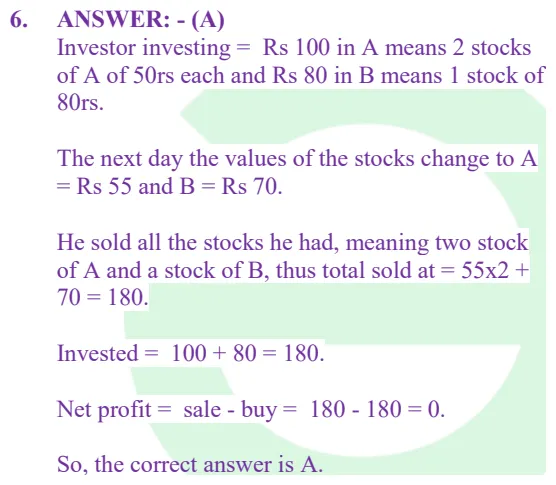 6. ANSWER: - (A)
Investor investing = Rs 100 in A means 2 stocks
of A of 50rs each and Rs 80 in B means 1 stock of
80rs.
The next day the values of the stocks change to A
= Rs 55 and B = Rs 70.
He sold all the stocks he had, meaning two stock
of A and a stock of B, thus total sold at = 55x2 +
70 = 180.
Invested = 100 + 80 = 180.
Net profit = sale - buy = 180 - 180 = 0.
So, the correct answer is A.